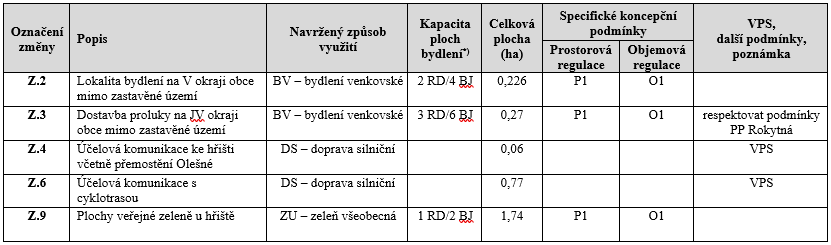 Označení změny | Popis | Navržený způsob využití | Kapacita ploch bydlení*) | Celková plocha (ha) | Specifické koncepční podmínky | VPS, další podmínky, poznámka
Prostorová regulace | Objemová regulace
Z.2 | Lokalita bydlení na V okraji obce mimo zastavěné území | BV – bydlení venkovské | 2 RD/4 BJ | 0,226 | P1 | O1
Z.3 | Dostavba proluky na JV okraji obce mimo zastavěné území | BV – bydlení venkovské | 3 RD/6 BJ | 0,27 | P1 | O1 | respektovat podmínky PP Rokytná
Z.4 | Účelová komunikace ke hřišti včetně přemostění Olešné | DS – doprava silniční | 0,06 | VPS
Z.6 | Účelová komunikace s cyklotrasou | DS – doprava silniční | 0,77 | VPS
Z.9 | Plochy veřejné zeleně u hřiště | ZU – zeleň všeobecná | 1 RD/2 BJ | 1,74 | P1 | O1